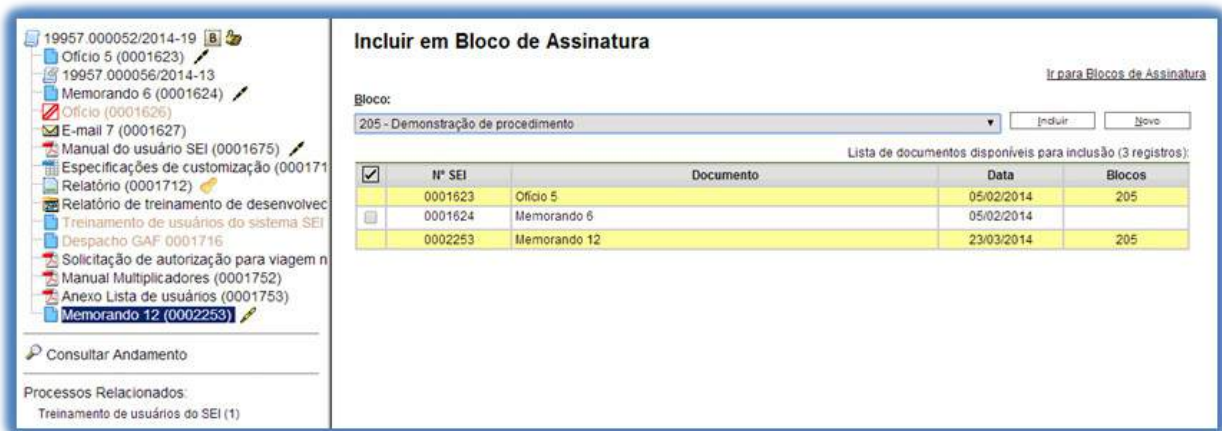 19957.000052/2014-19 B
Ofício 5 (0001623)
19957.000056/2014-13
Memorando 6 (0001624)
Ofício (0001626)
E-mail 7 (0001627)
Manual do usuário SEI (0001675)
Especificações de customização (000171
Relatório (0001712)
Relatório de treinamento de desenvolvec
Treinamento de usuários do sistema SEI
Despacho GAF 0001716
Solicitação de autorização para viagem n
Manual Multiplicadores (0001752)
Anexo Lista de usuários (0001753)
Memorando 12 (0002253)
Consultar Andamento
Processos Relacionados:
Treinamento de usuários do SEI (1)
Incluir em Bloco de Assinatura
Ir para Blocos de Assinatura
Bloco:
205 - Demonstração de procedimento Incluir Novo
Lista de documentos disponíveis para inclusão (3 registros):
Nº SEI Documento Data Blocos
0001623 Ofício 5 05/02/2014 205
0001624 Memorando 6 05/02/2014
0002253 Memorando 12 23/03/2014 205